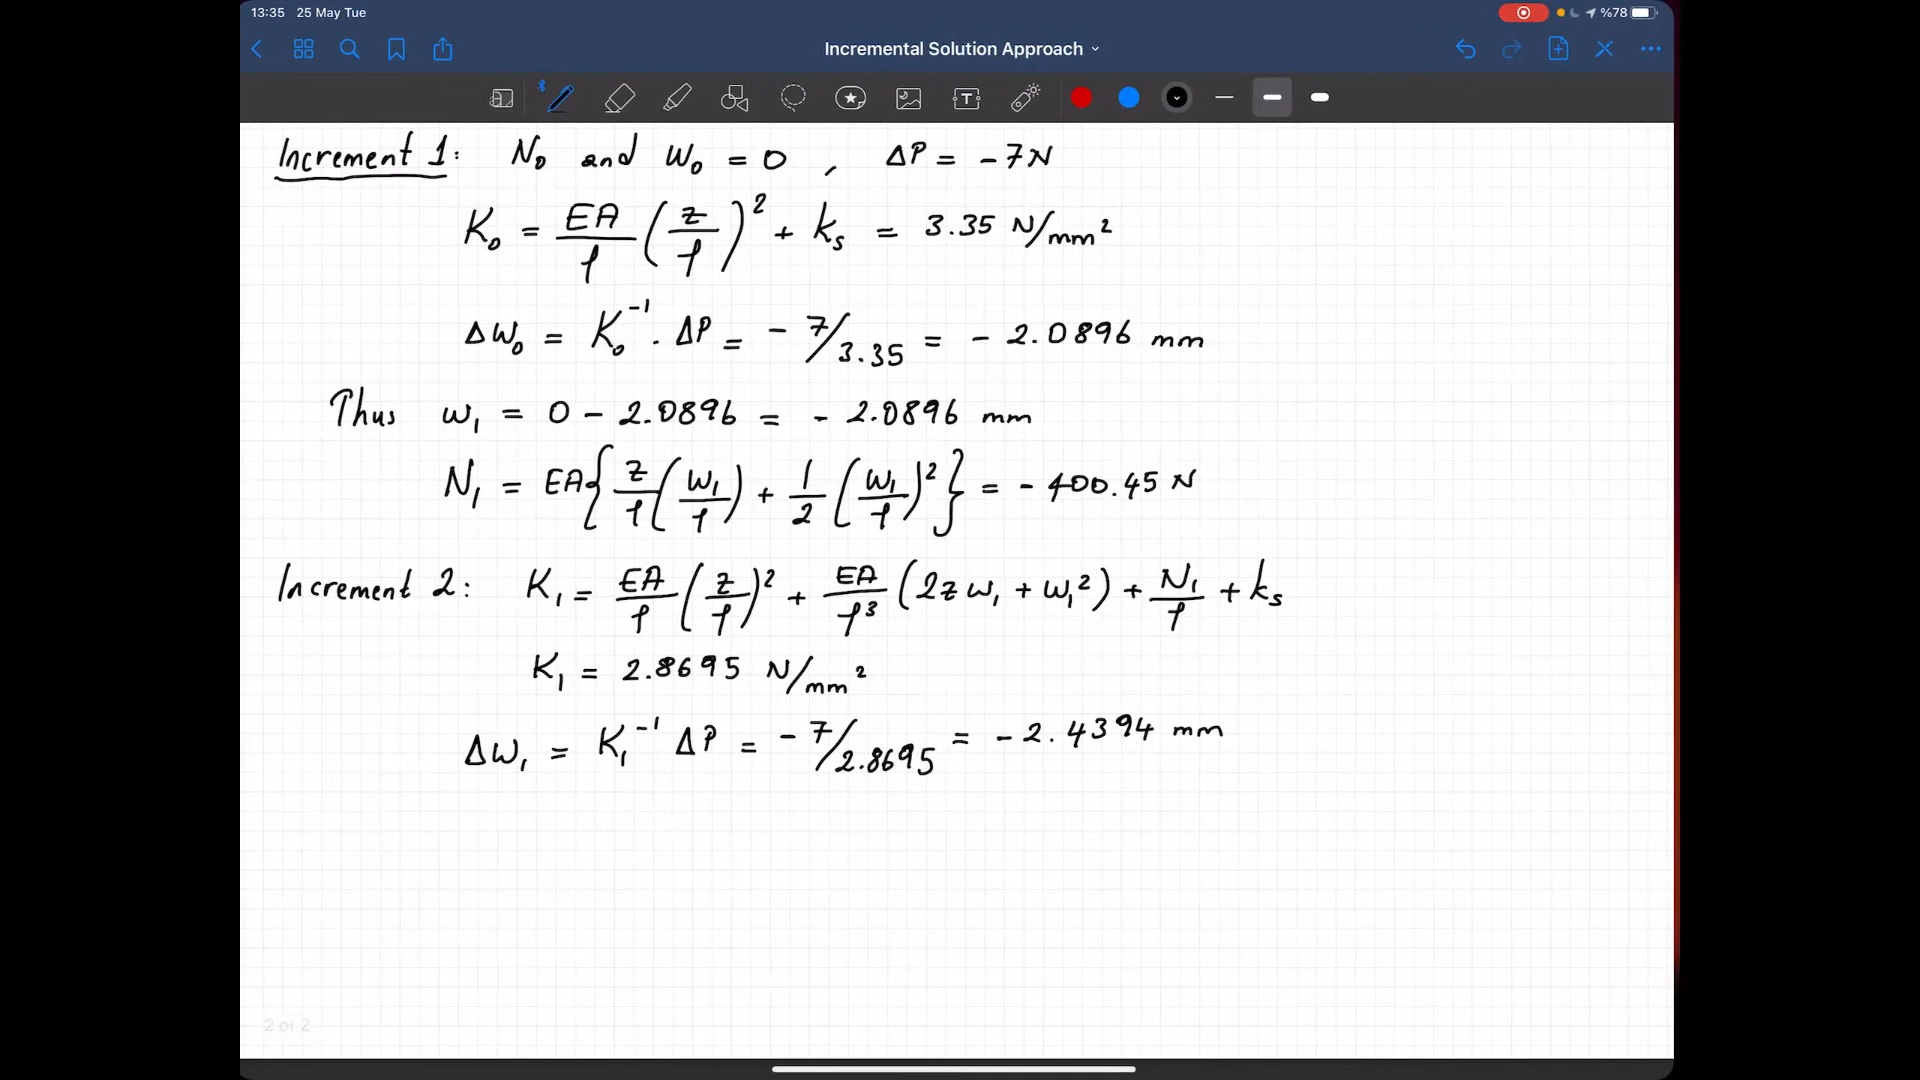 13:35 25 May Tue
%78
Incremental Solution Approach
T
Increment 1: N₀ and W₀ = 0 , ΔP = -7N
K₀ = EA/l (z/l)² + kₛ = 3.35 N/mm²
ΔW₀ = K₀⁻¹ . ΔP = - 7/3.35 = - 2.0896 mm
Thus w₁ = 0 - 2.0896 = - 2.0896 mm
N₁ = EA{z/l (W₁/l) + 1/2 (W₁/l)²} = - 400.45 N
Increment 2: K₁ = EA/l (z/l)² + EA/l³ (2zw₁ + w₁²) + N₁/l + kₛ
K₁ = 2.8695 N/mm²
ΔW₁ = K₁⁻¹ ΔP = - 7/2.8695 = - 2.4394 mm
2 of 2